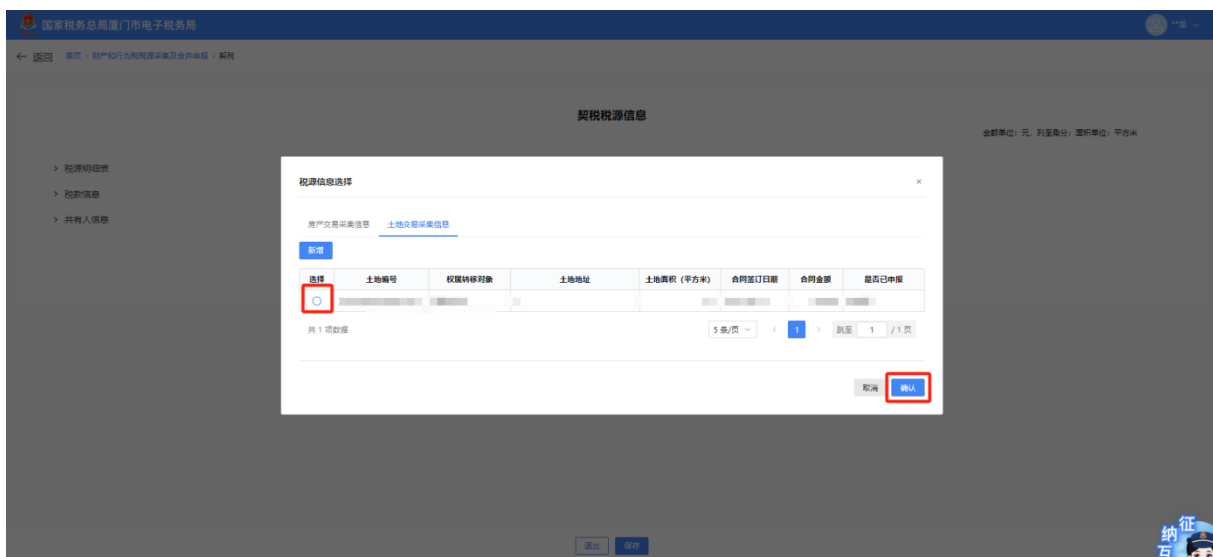 国家税务总局厦门市电子税务局
← 返回 首页 > 财产和行为税税源采集及合并申报 > 契税
契税税源信息
金额单位：元，列至角分；面积单位：平方米
> 税源明细表
> 税款信息
> 共有人信息
税源信息选择 ×
房产交易采集信息 土地交易采集信息
新增
选择 土地编号 权属转移对象 土地地址 土地面积（平方米） 合同签订日期 合同金额 是否已申报
共 1 项数据 5 条/页 < 1 > 跳至 1 / 1 页
取消 确认
退出 保存
征
纳
互